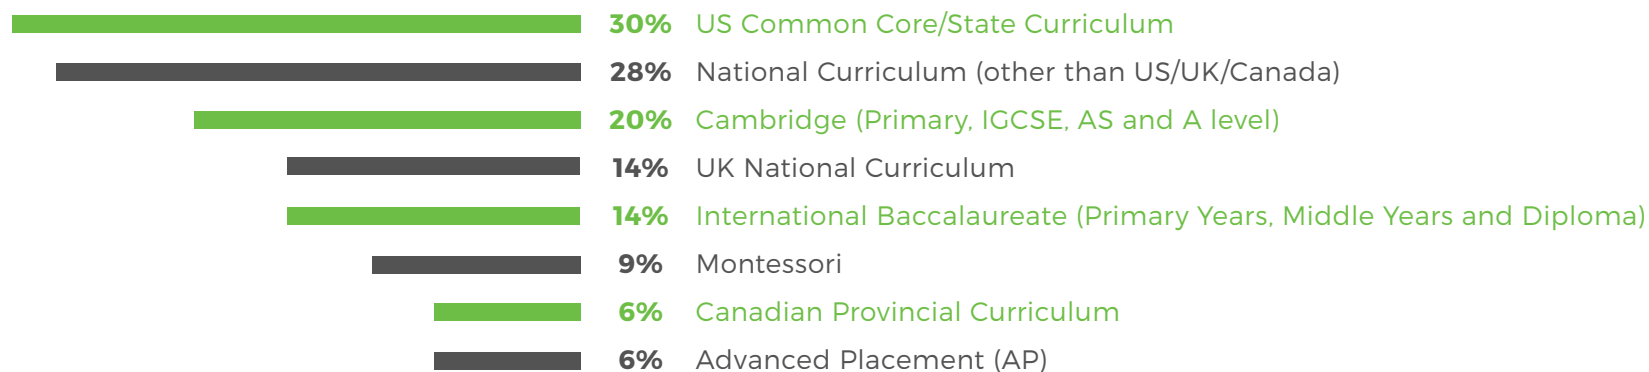 30% US Common Core/State Curriculum
28% National Curriculum (other than US/UK/Canada)
20% Cambridge (Primary, IGCSE, AS and A level)
14% UK National Curriculum
14% International Baccalaureate (Primary Years, Middle Years and Diploma)
9% Montessori
6% Canadian Provincial Curriculum
6% Advanced Placement (AP)